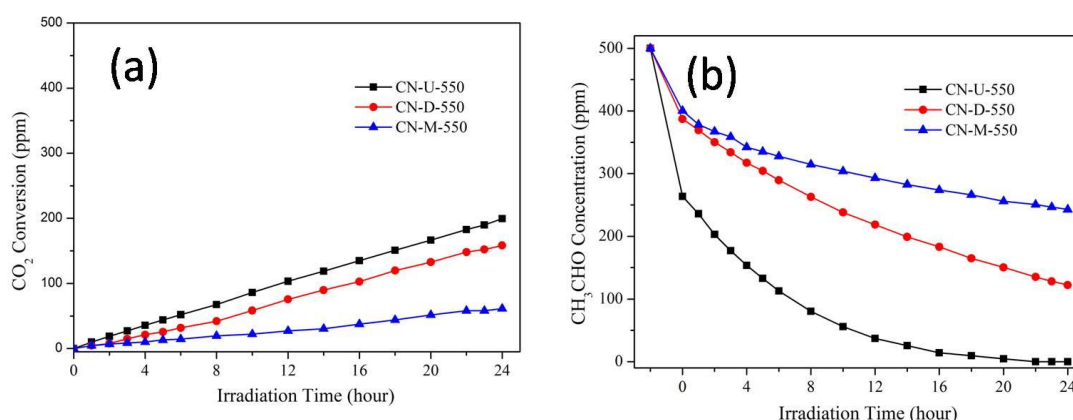 (a)
CN-U-550
CN-D-550
CN-M-550
CO₂ Conversion (ppm)
500
400
300
200
100
0
0 4 8 12 16 20 24
Irradiation Time (hour)
(b)
CN-U-550
CN-D-550
CN-M-550
CH₃CHO Concentration (ppm)
500
400
300
200
100
0
0 4 8 12 16 20 24
Irradiation Time (hour)